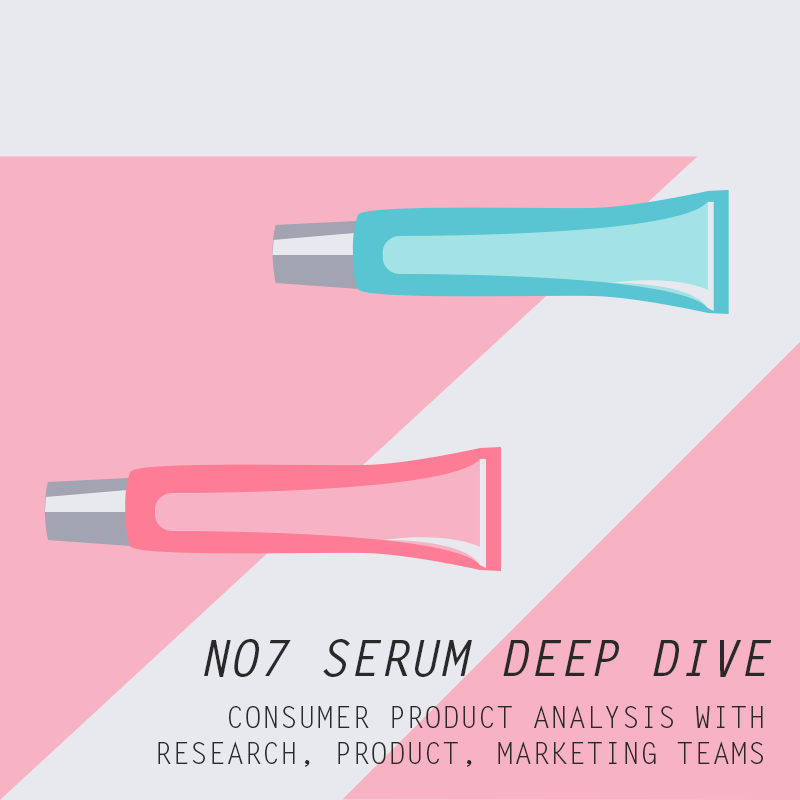 NO7 SERUM DEEP DIVE
CONSUMER PRODUCT ANALYSIS WITH
RESEARCH, PRODUCT, MARKETING TEAMS